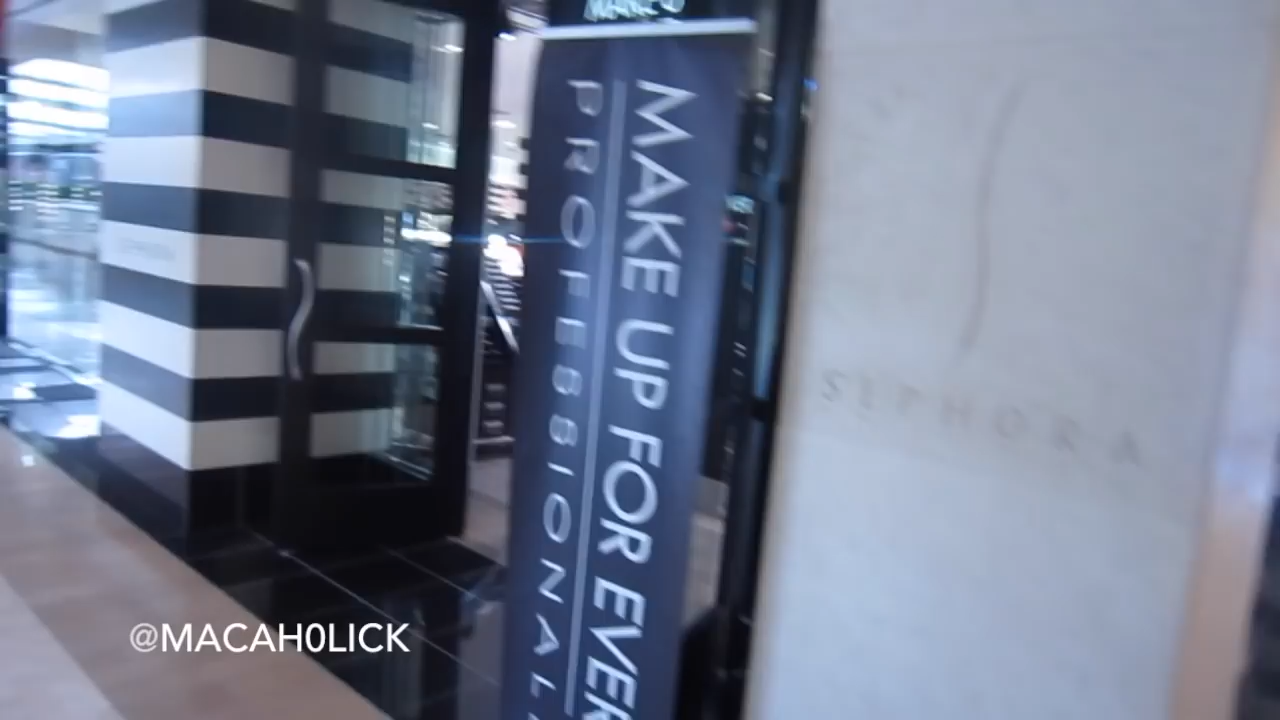 MAKE UP FOR EVER
PROFESSIONAL
SEPHORA
@MACAH0LICK